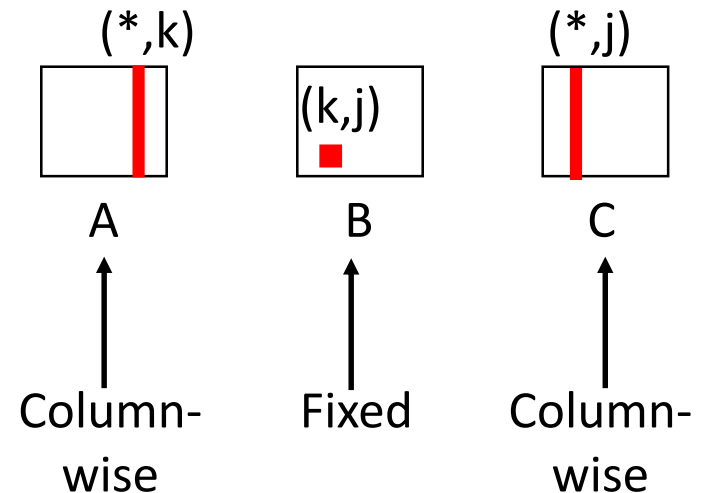 (*,k)
(*,j)
(k,j)
A
B
C
Column-
wise
Fixed
Column-
wise